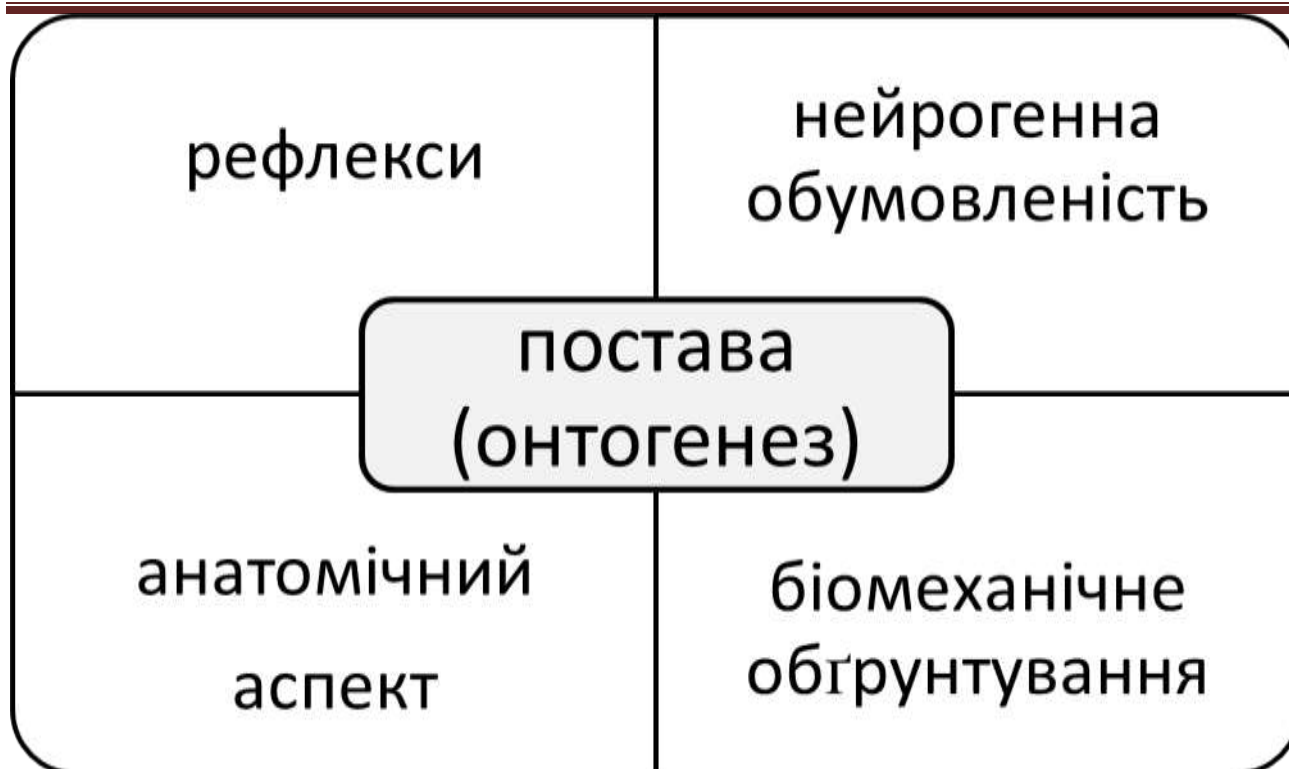 рефлекси
нейрогенна
обумовленість
постава
(онтогенез)
анатомічний
аспект
біомеханічне
обґрунтування